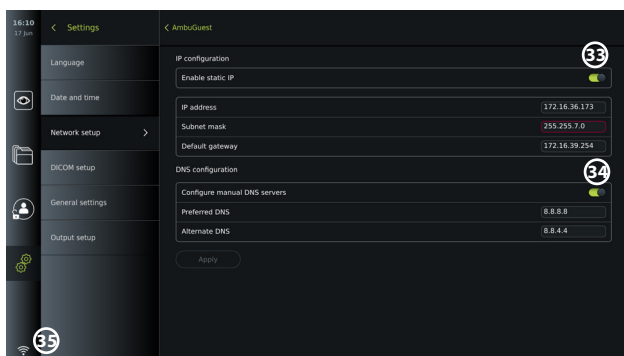 16:10
17 Jun
Settings
AmbuGuest
Language
Date and time
Network setup
DICOM setup
General settings
Output setup
IP configuration
33
Enable static IP
IP address 172.16.36.173
Subnet mask 255.255.7.0
Default gateway 172.16.39.254
DNS configuration
34
Configure manual DNS servers
Preferred DNS 8.8.8.8
Alternate DNS 8.8.4.4
Apply
35